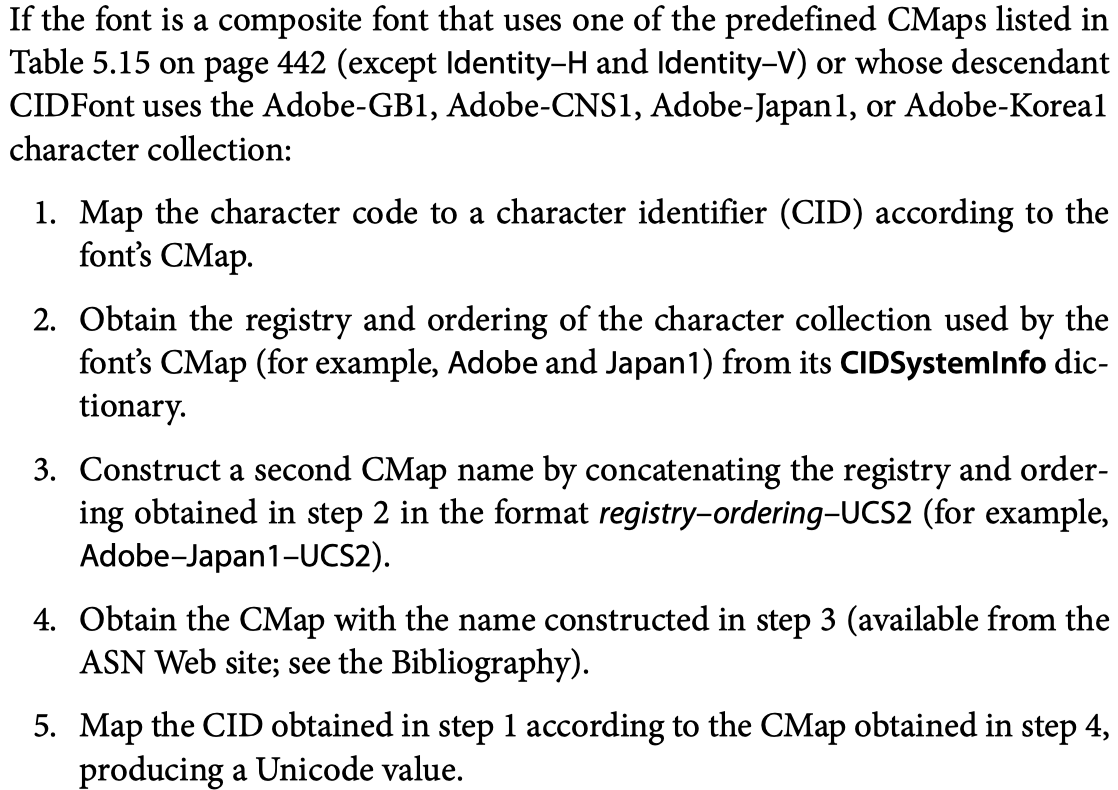 If the font is a composite font that uses one of the predefined CMaps listed in
Table 5.15 on page 442 (except Identity–H and Identity–V) or whose descendant
CIDFont uses the Adobe-GB1, Adobe-CNS1, Adobe-Japan1, or Adobe-Korea1
character collection:
1. Map the character code to a character identifier (CID) according to the
font’s CMap.
2. Obtain the registry and ordering of the character collection used by the
font’s CMap (for example, Adobe and Japan1) from its CIDSystemInfo dic-
tionary.
3. Construct a second CMap name by concatenating the registry and order-
ing obtained in step 2 in the format registry–ordering–UCS2 (for example,
Adobe–Japan1–UCS2).
4. Obtain the CMap with the name constructed in step 3 (available from the
ASN Web site; see the Bibliography).
5. Map the CID obtained in step 1 according to the CMap obtained in step 4,
producing a Unicode value.